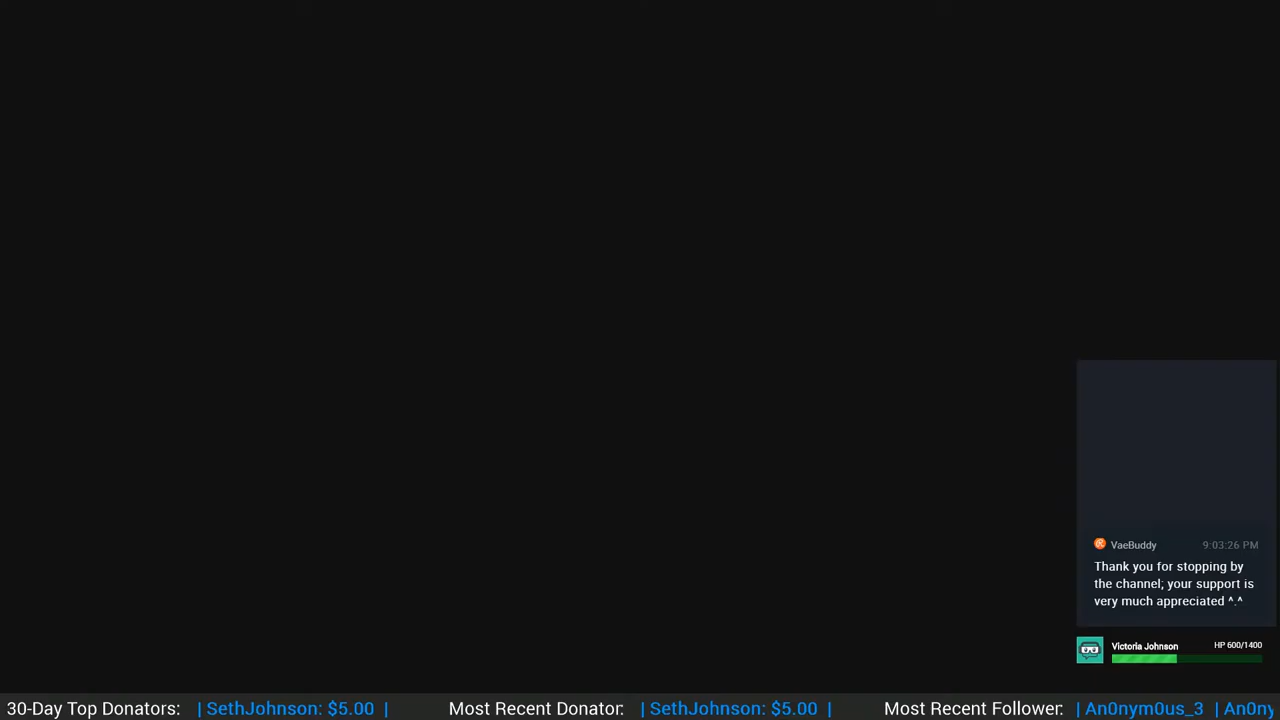 VaeBuddy 9:03:26 PM
Thank you for stopping by
the channel; your support is
very much appreciated ^.^
Victoria Johnson HP 600/1400
30-Day Top Donators: | SethJohnson: $5.00 | Most Recent Donator: | SethJohnson: $5.00 | Most Recent Follower: | An0nym0us_3 | An0ny